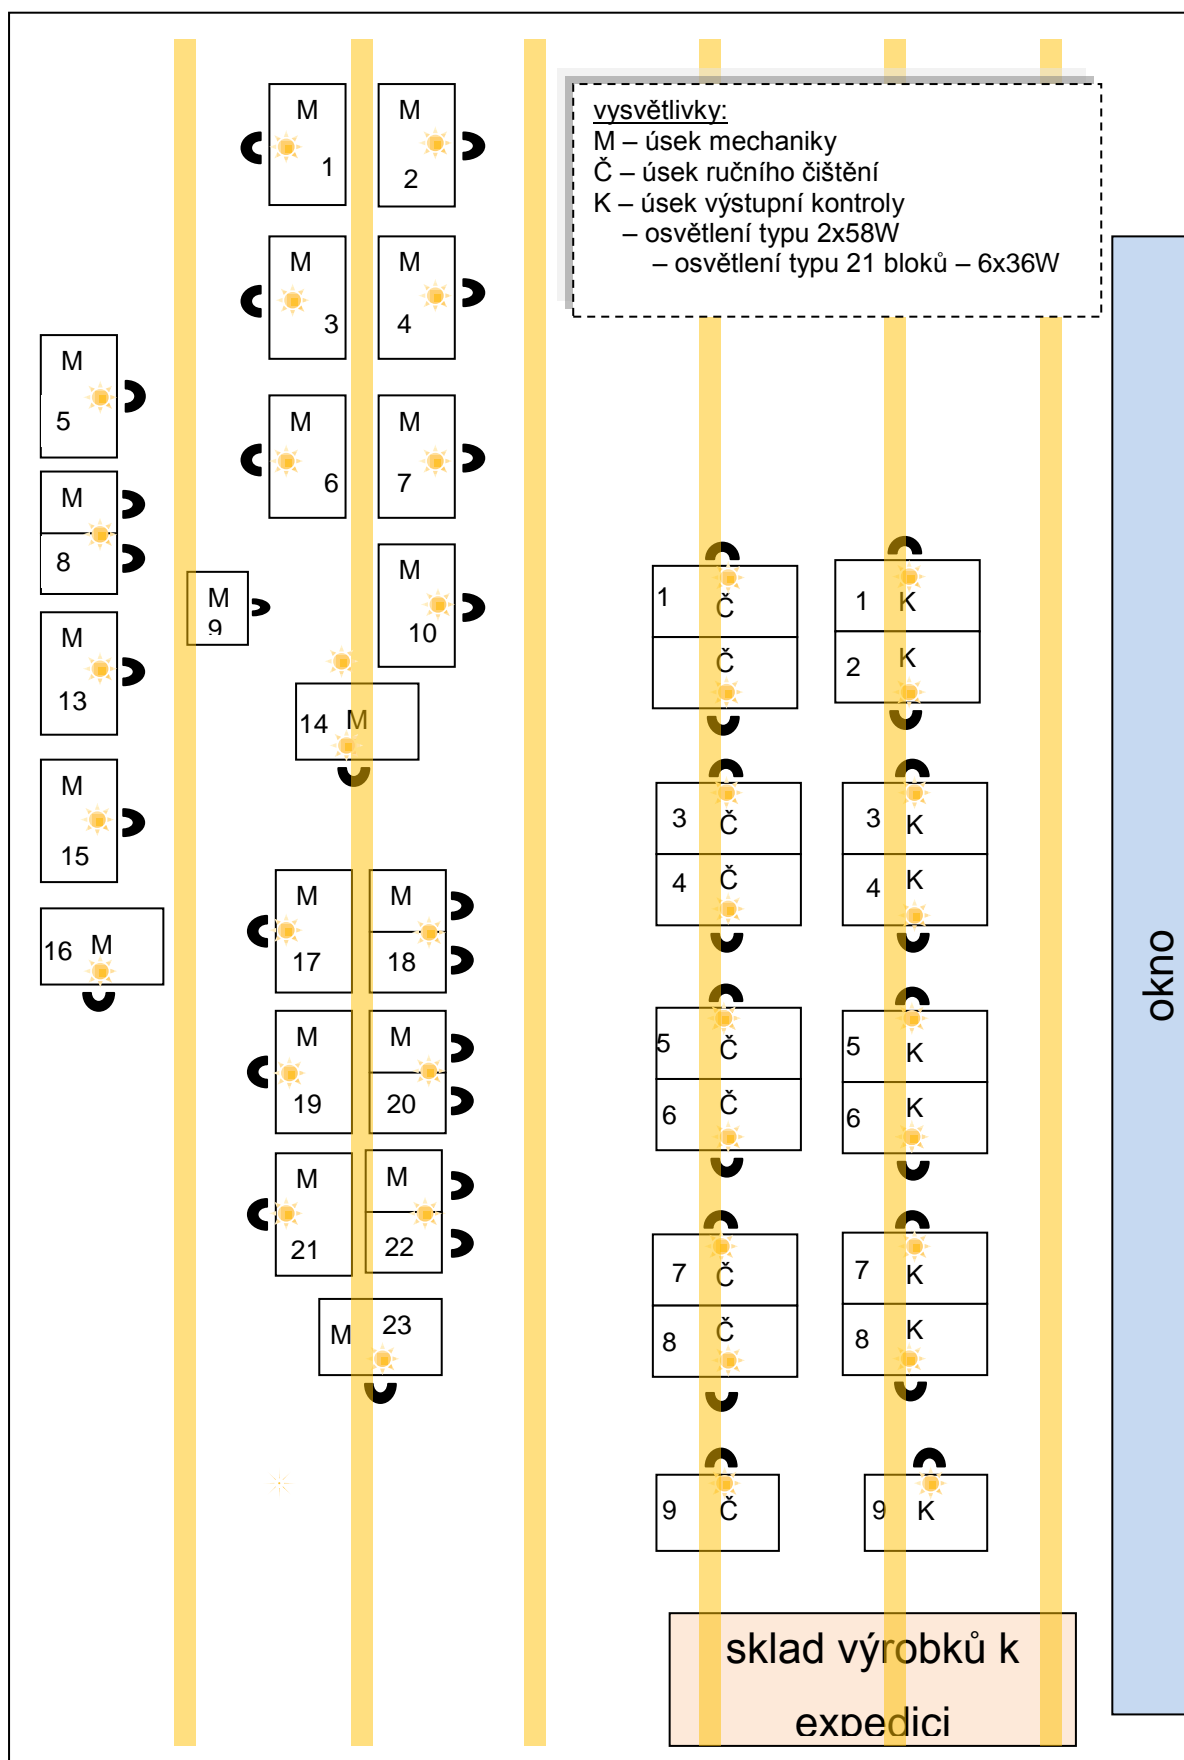 vysvětlivky:
M – úsek mechaniky
Č – úsek ručního čištění
K – úsek výstupní kontroly
– osvětlení typu 2x58W
– osvětlení typu 21 bloků – 6x36W
M
1
M
2
M
3
M
4
M
5
M
6
M
7
M
8
M
9
M
10
M
13
14 M
M
15
16 M
M
17
M
18
M
19
M
20
M
21
M
22
M 23
1 Č
Č
3 Č
4 Č
5 Č
6 Č
7 Č
8 Č
9 Č
1 K
2 K
3 K
4 K
5 K
6 K
7 K
8 K
9 K
okno
sklad výrobků k
expedici